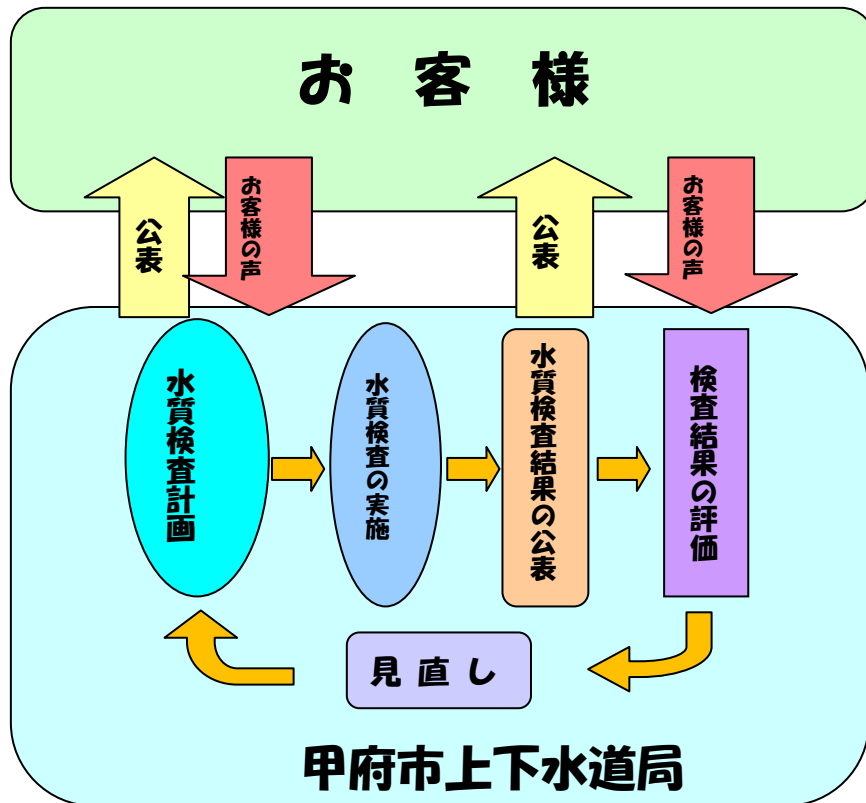 お客様
公表
お客様の声
公表
お客様の声
水質検査計画
水質検査の実施
水質検査結果の公表
検査結果の評価
見直し
甲府市上下水道局